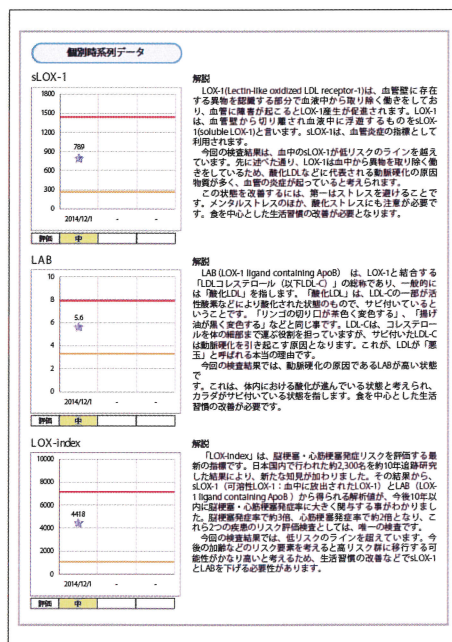 個別時系列データ
sLOX-1
1800
1500
1200
900
600
300
0
789
2014/12/1 - -
評価 中
解説
LOX-1(Lectin-like oxidized LDL receptor-1)は、血管壁に存在
する異物を認識する部分で血液中から取り除く働きをしてお
り、血管に障害が起こるとLOX-1産生が促進されます。LOX-1
は、血管壁から切り離され血液中に浮遊するものをsLOX-
1(soluble LOX-1)と言います。sLOX-1は、血管炎症の指標として
利用されます。
今回の検査結果は、血中のsLOX-1が低リスクのラインを越え
ています。先に述べた通り、LOX-1は血中から異物を取り除く働
きをしているため、酸化LDLなどに代表される動脈硬化の原因
物質が多く、血管の炎症が起っていると考えられます。
この状態を改善するには、第一はストレスを避けることで
す。メンタルストレスのほか、酸化ストレスにも注意が必要で
す。食を中心とした生活習慣の改善が必要となります。
LAB
10
8
6
4
2
0
5.6
2014/12/1 - -
評価 中
解説
LAB (LOX-1 ligand containing ApoB) は、LOX-1と結合する
「LDLコレステロール(以下LDL-C)」の総称であり、一般的に
は「酸化LDL」を指します。「酸化LDL」は、LDL-Cの一部が活
性酸素などにより酸化された状態のもので、サビ付いていると
いうことです。「リンゴの切り口が茶色く変色する」、「揚げ
油が黒く変色する」などと同じ事です。LDL-Cは、コレステロー
ルを体の細部まで運ぶ役割を担っていますが、サビ付いたLDL-C
は動脈硬化を引き起こす原因となります。これが、LDLが「悪
玉」と呼ばれる本当の理由です。
今回の検査結果では、動脈硬化の原因であるLABが高い状態
で
す。これは、体内における酸化が進んでいる状態と考えられ、
カラダがサビ付いている状態を指します。食を中心とした生活
習慣の改善が必要です。
LOX-index
10000
8000
6000
4000
2000
0
4418
2014/12/1 - -
評価 中
解説
「LOX-index」は、脳梗塞・心筋梗塞発症リスクを評価する最
新の指標です。日本国内で行われた約2,300名を約10年追跡研究
した結果により、新たな知見が加わりました。その結果から、
sLOX-1(可溶性LOX-1:血中に放出されたLOX-1)とLAB(LOX-
1 ligand containing ApoB)から得られる解析値が、今後10年以
内に脳梗塞・心筋梗塞発症率に大きく関与する事がわかりまし
た。脳梗塞発症率で約3倍、心筋梗塞発症率で約2倍となり、こ
れら2つの疾患のリスク評価検査としては、唯一の検査です。
今回の検査結果では、低リスクのラインを超えています。今
後の加齢などのリスク要素を考えると高リスク群に移行する可
能性がかなり高いと考えるため、生活習慣の改善などでsLOX-1
とLABを下げる必要性があります。